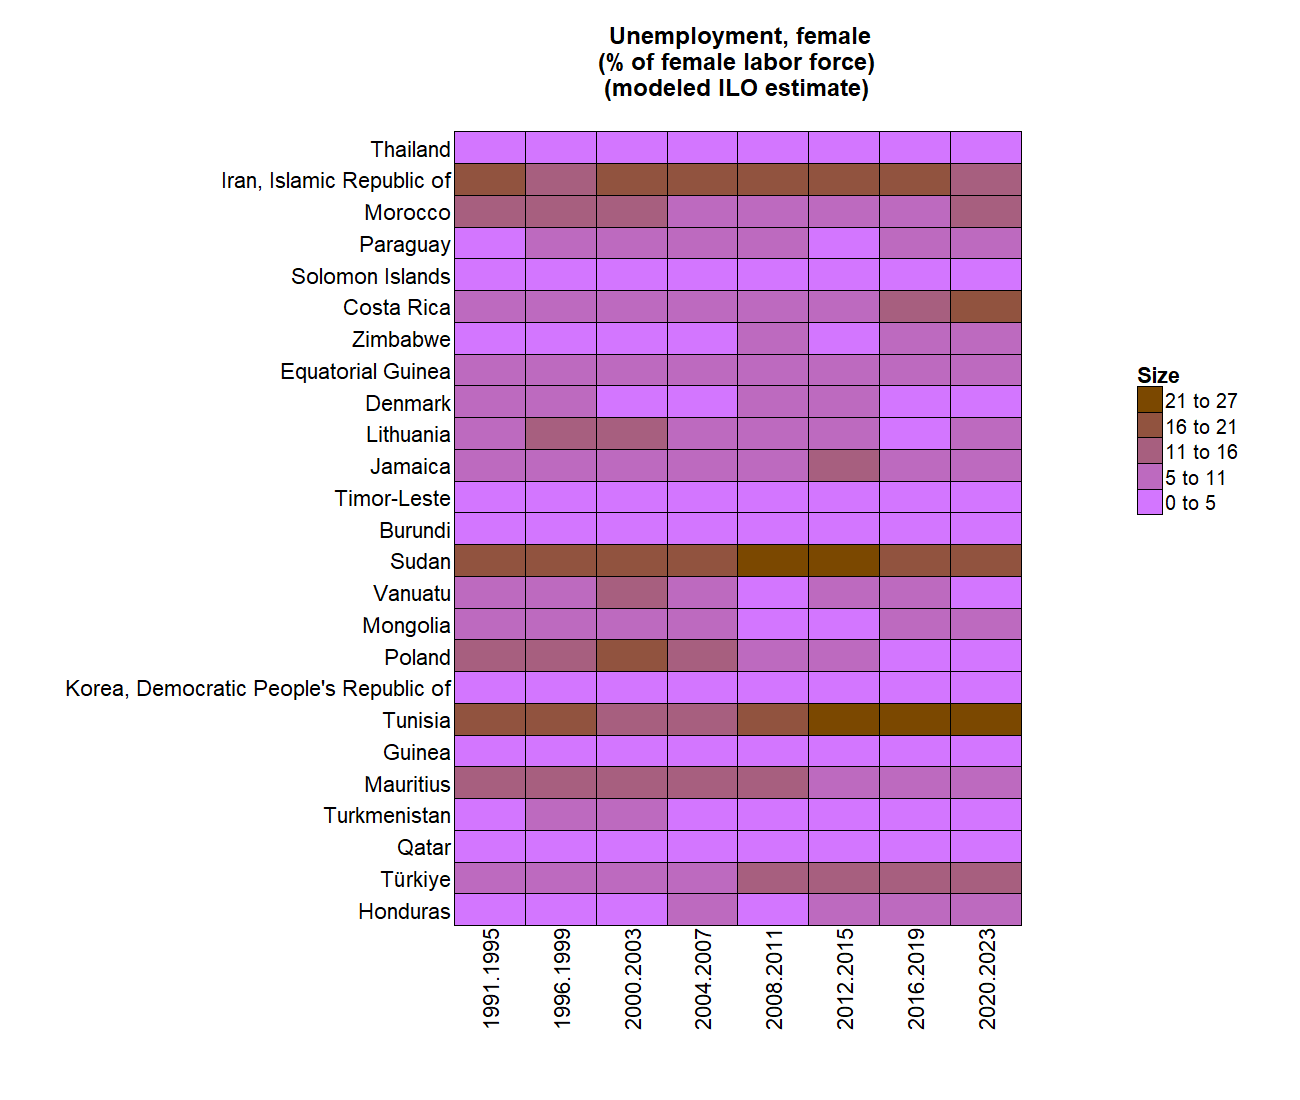 Unemployment, female
(% of female labor force)
(modeled ILO estimate)
Thailand
Iran, Islamic Republic of
Morocco
Paraguay
Solomon Islands
Costa Rica
Zimbabwe
Equatorial Guinea
Denmark
Lithuania
Jamaica
Timor-Leste
Burundi
Sudan
Vanuatu
Mongolia
Poland
Korea, Democratic People's Republic of
Tunisia
Guinea
Mauritius
Turkmenistan
Qatar
Türkiye
Honduras
1991.1995
1996.1999
2000.2003
2004.2007
2008.2011
2012.2015
2016.2019
2020.2023
Size
21 to 27
16 to 21
11 to 16
5 to 11
0 to 5